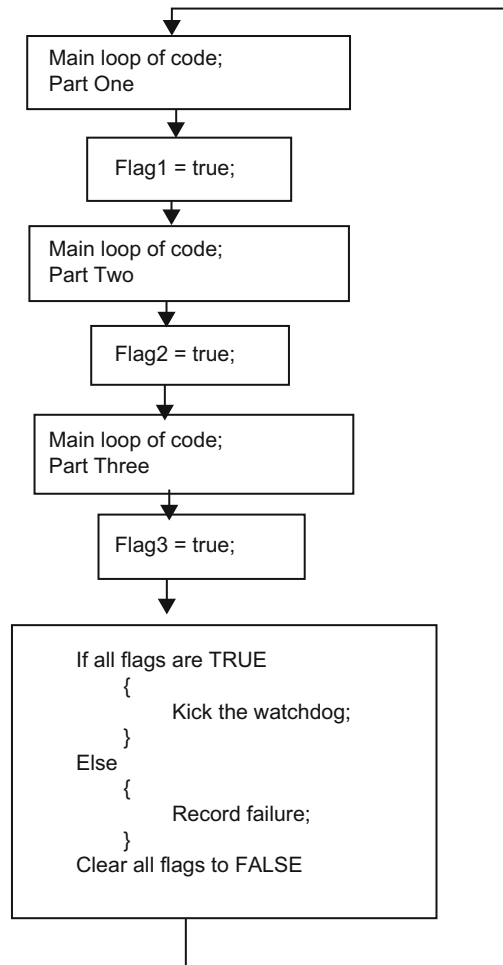 Main loop of code;
Part One
Flag1 = true;
Main loop of code;
Part Two
Flag2 = true;
Main loop of code;
Part Three
Flag3 = true;
If all flags are TRUE
{
Kick the watchdog;
}
Else
{
Record failure;
}
Clear all flags to FALSE